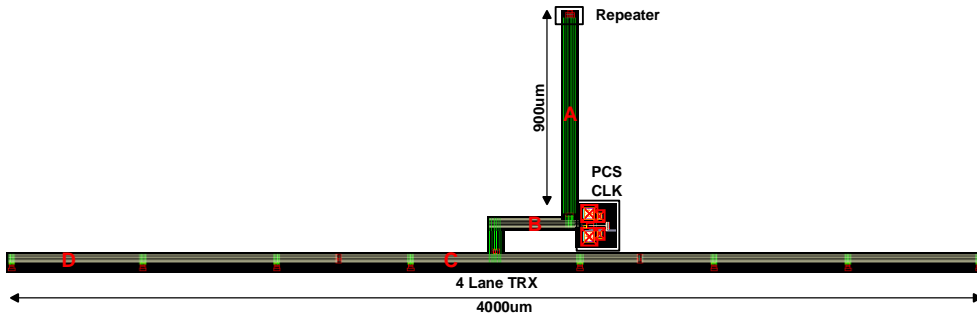 Repeater
900um
A
PCS
CLK
B
D
C
4 Lane TRX
4000um